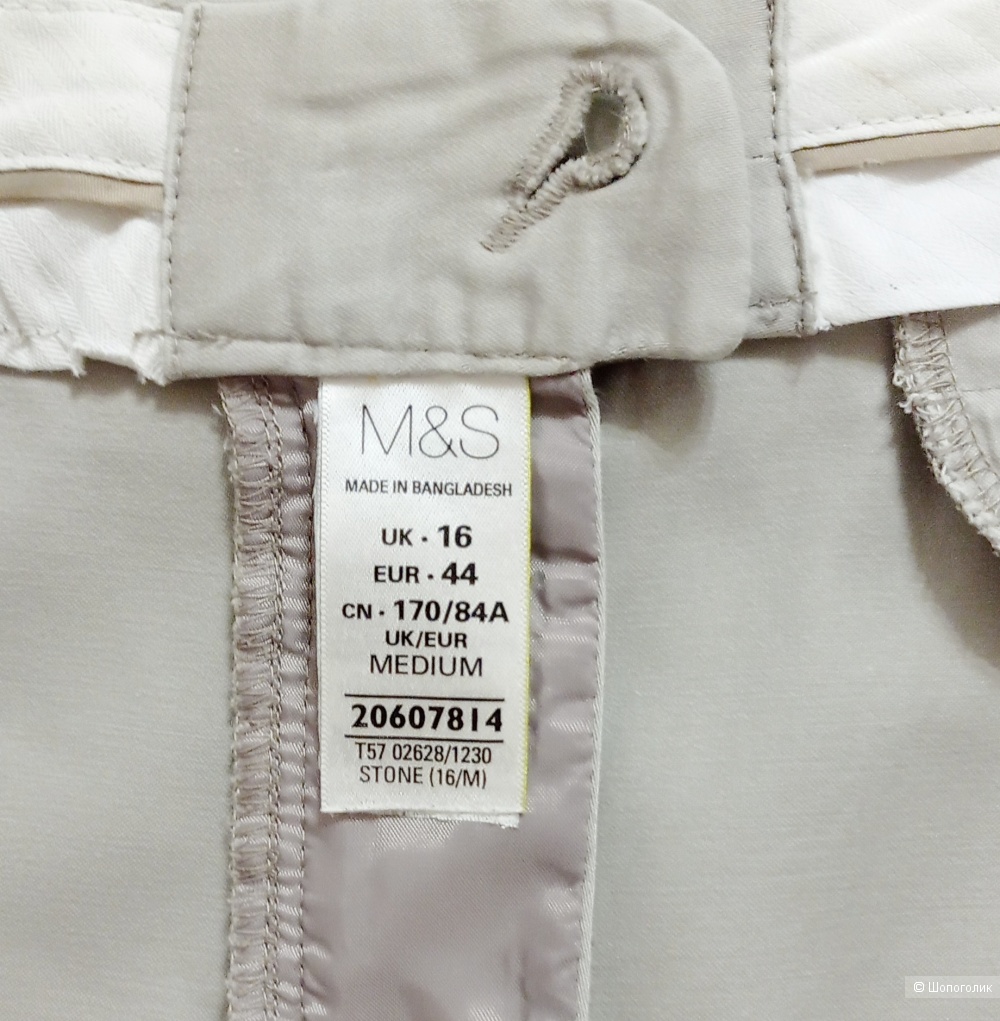 M&S
MADE IN BANGLADESH
UK · 16
EUR · 44
CN · 170/84A
UK/EUR
MEDIUM
20607814
T57 02628/1230
STONE (16/M)
© Шопоголик